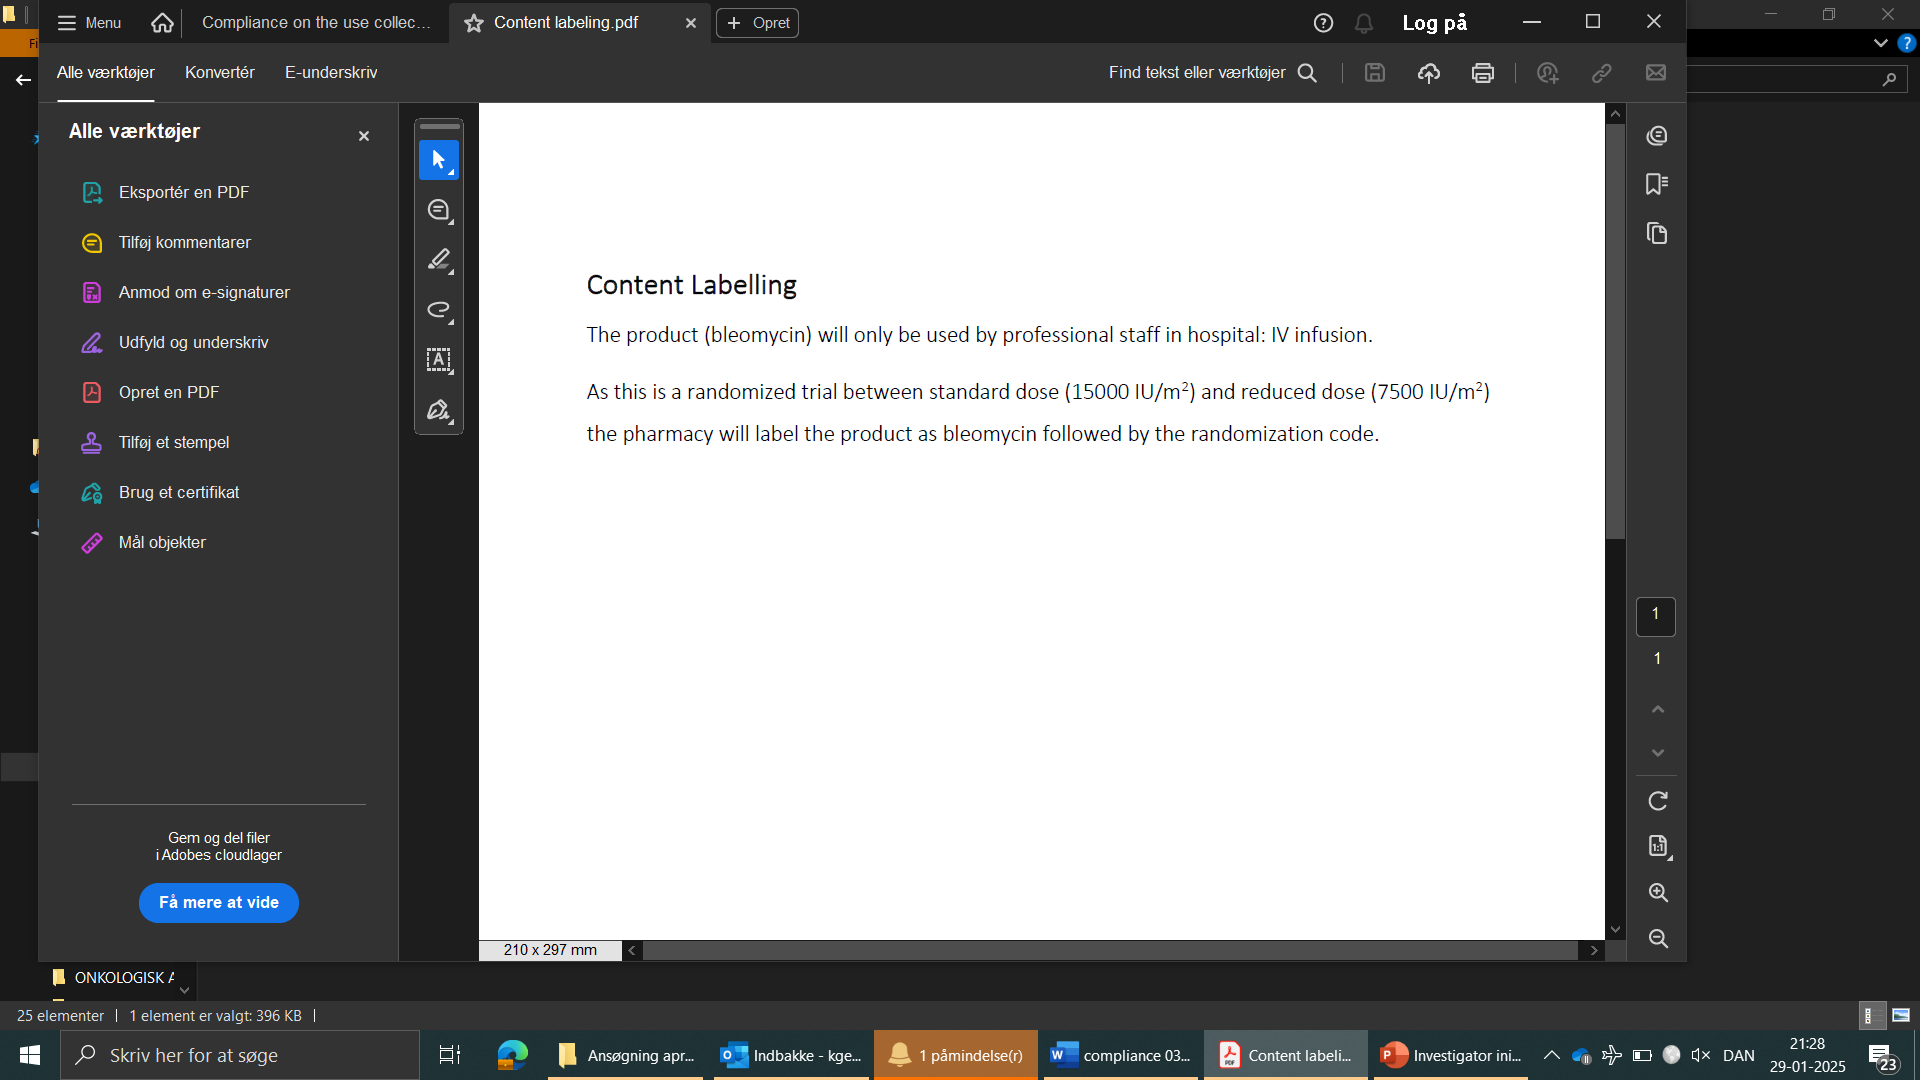 Fi
Menu
Compliance on the use collec...
Content labeling.pdf
Opret
Log på
Alle værktøjer
Konvertér
E-underskriv
Find tekst eller værktøjer
Alle værktøjer
Eksportér en PDF
Tilføj kommentarer
Anmod om e-signaturer
Udfyld og underskriv
Opret en PDF
Tilføj et stempel
Brug et certifikat
Mål objekter
Gem og del filer
i Adobes cloudlager
Få mere at vide
Content Labelling
The product (bleomycin) will only be used by professional staff in hospital: IV infusion.
As this is a randomized trial between standard dose (15000 IU/m²) and reduced dose (7500 IU/m²)
the pharmacy will label the product as bleomycin followed by the randomization code.
1
1
210 x 297 mm
ONKOLOGISK A
25 elementer
1 element er valgt: 396 KB
Skriv her for at søge
Ansøgning apr...
Indbakke - kge...
1 påmindelse(r)
compliance 03...
Content labeli...
Investigator ini...
DAN
21:28
29-01-2025
23